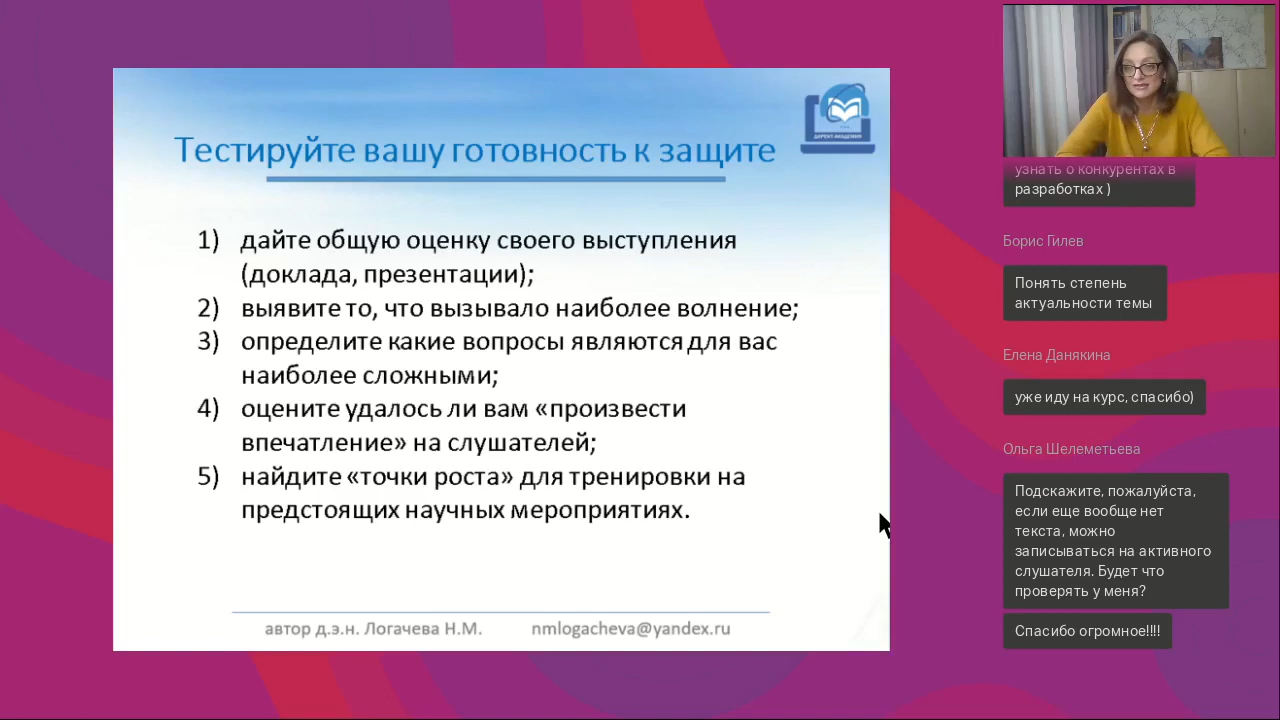 Тестируйте вашу готовность к защите
ДИРЕКТ-АКАДЕМИЯ
1) дайте общую оценку своего выступления
(доклада, презентации);
2) выявите то, что вызывало наиболее волнение;
3) определите какие вопросы являются для вас
наиболее сложными;
4) оцените удалось ли вам «произвести
впечатление» на слушателей;
5) найдите «точки роста» для тренировки на
предстоящих научных мероприятиях.
автор д.э.н. Логачева Н.М. nmlogacheva@yandex.ru
узнать о конкурентах в
разработках )
Борис Гилев
Понять степень
актуальности темы
Елена Данякина
уже иду на курс, спасибо)
Ольга Шелеметьева
Подскажите, пожалуйста,
если еще вообще нет
текста, можно
записываться на активного
слушателя. Будет что
проверять у меня?
Спасибо огромное!!!!